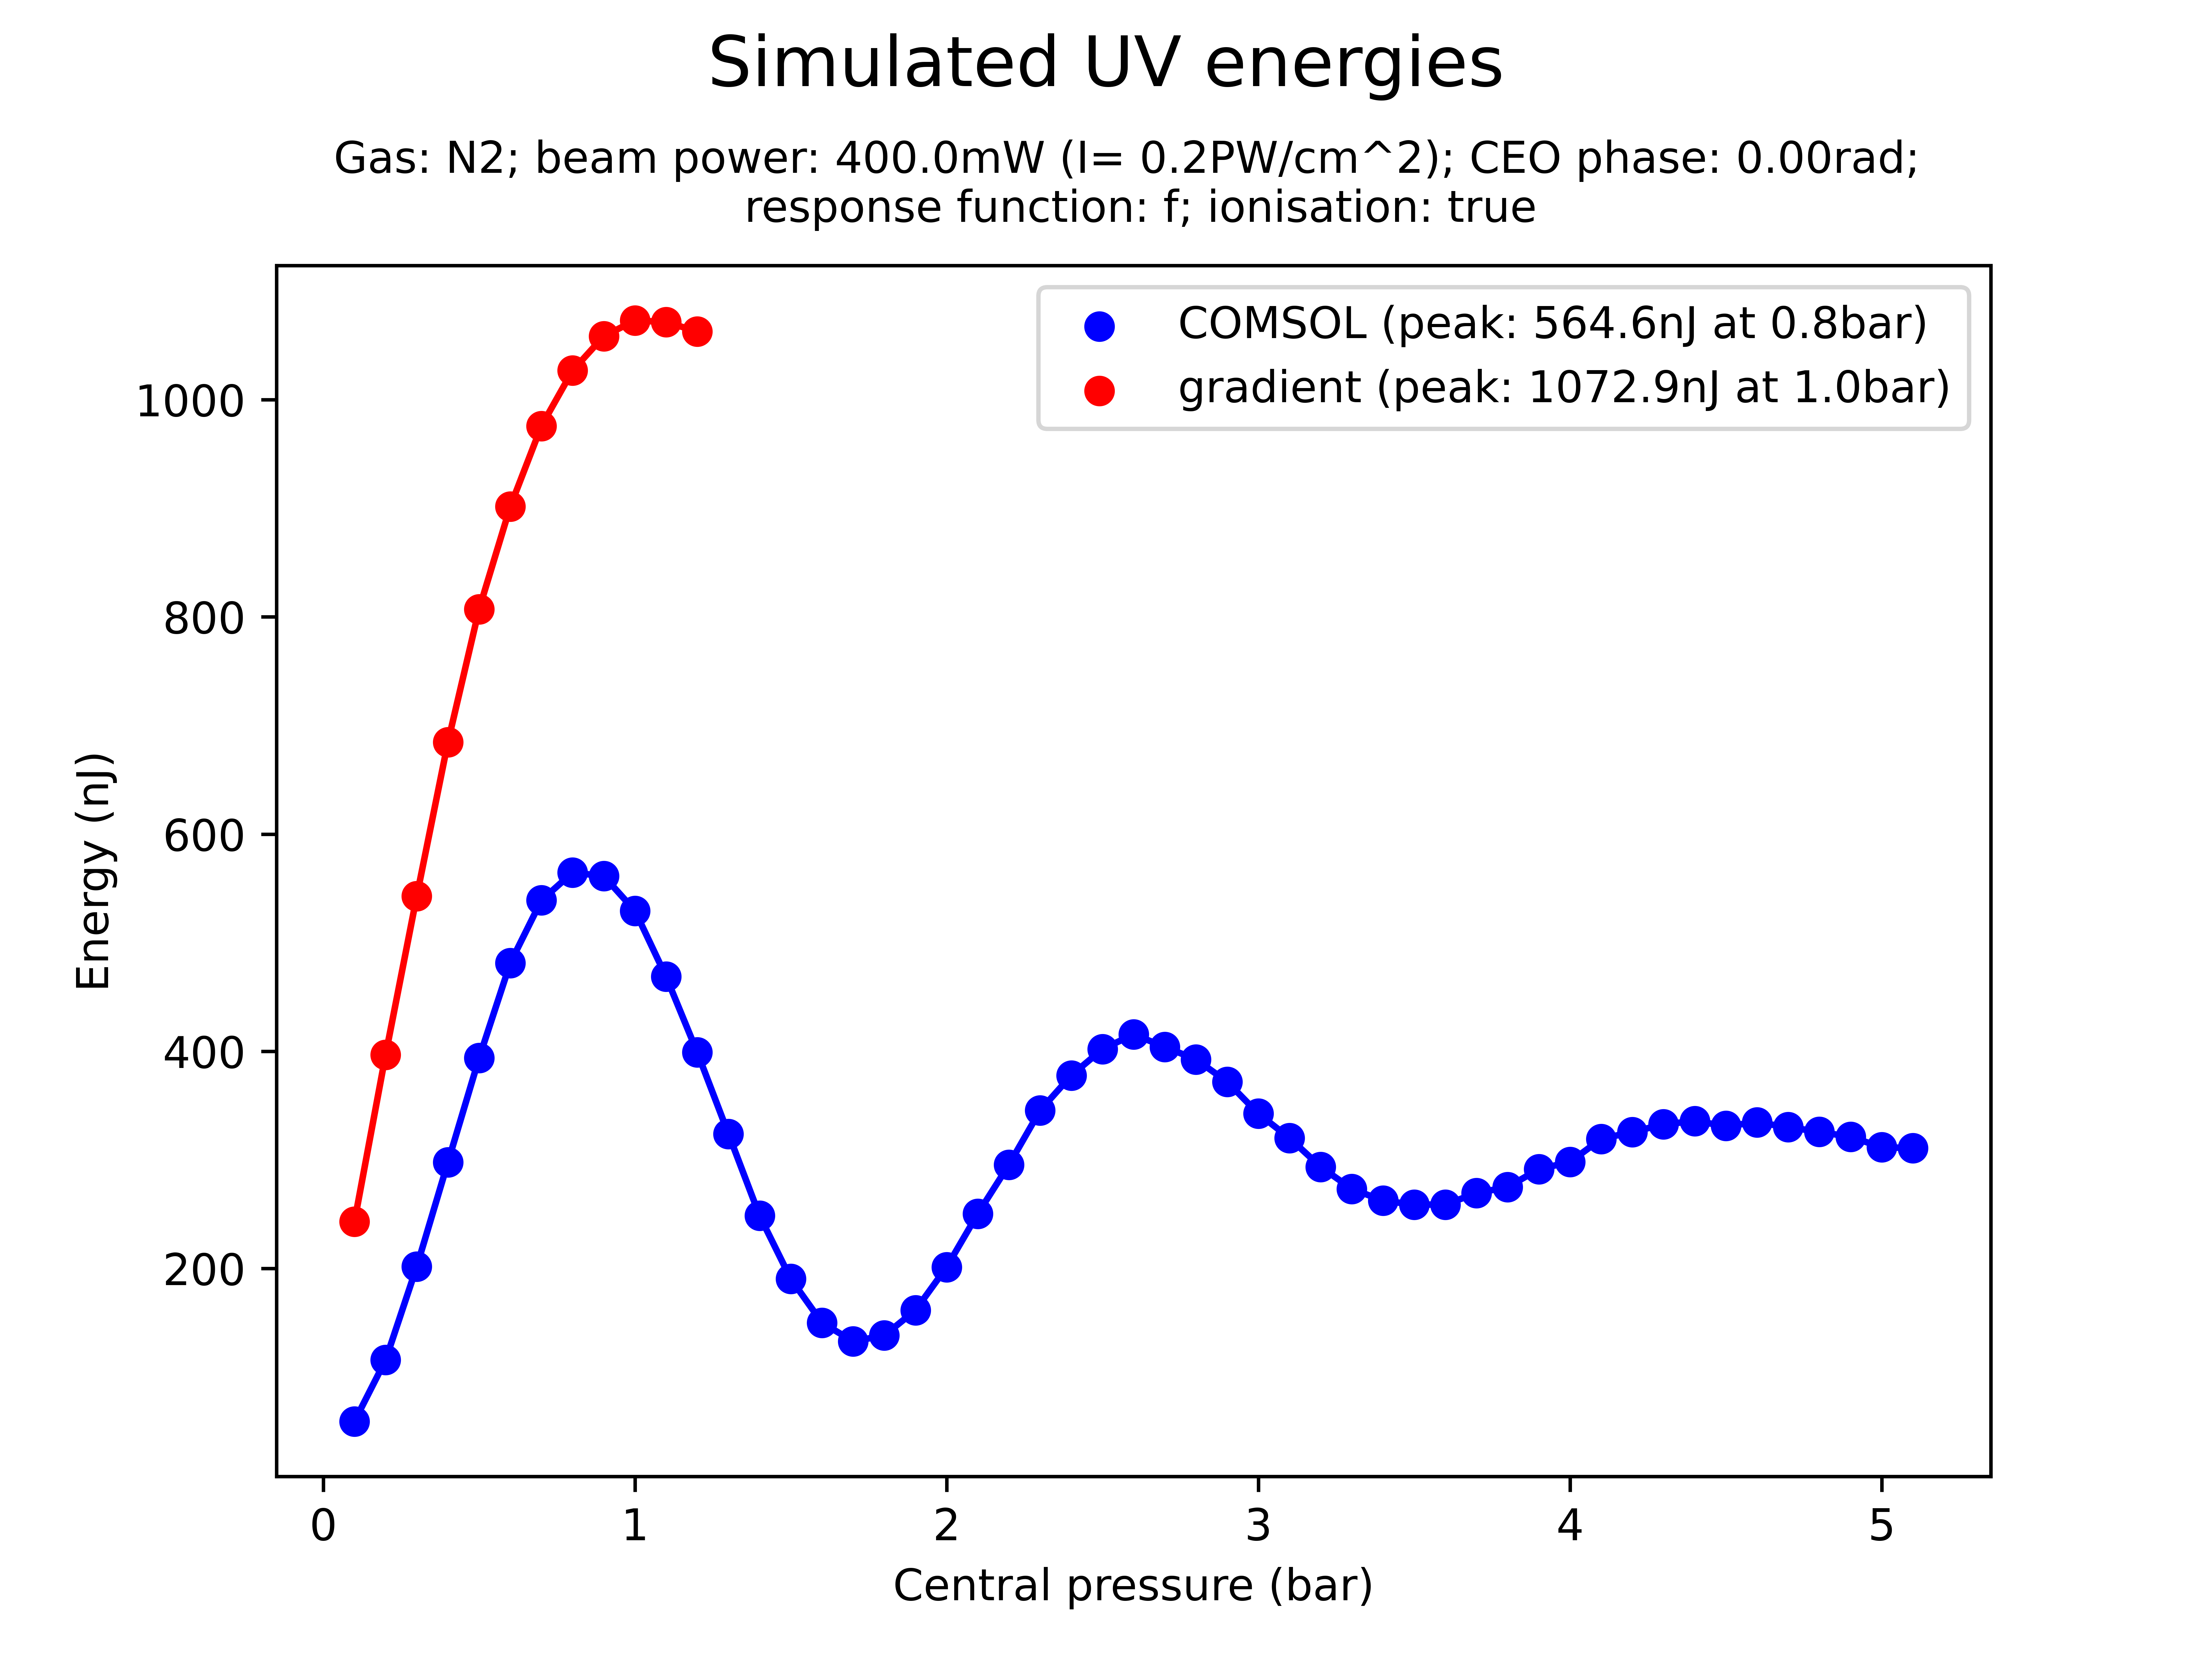 Simulated UV energies
Gas: N2; beam power: 400.0mW (I= 0.2PW/cm^2); CEO phase: 0.00rad;
response function: f; ionisation: true
COMSOL (peak: 564.6nJ at 0.8bar)
gradient (peak: 1072.9nJ at 1.0bar)
1000
800
600
400
200
Energy (nJ)
0 1 2 3 4 5
Central pressure (bar)